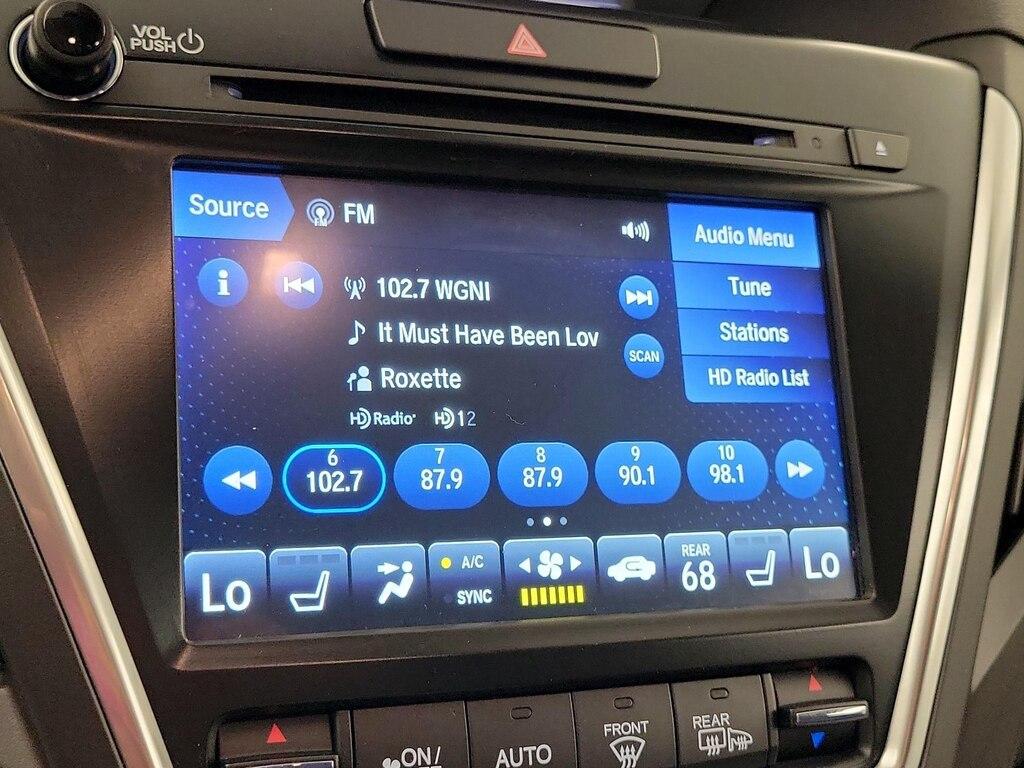 VOL
PUSH
Source
FM
FM
Audio Menu
i
102.7 WGNI
Tune
It Must Have Been Lov
SCAN
Stations
Roxette
HD Radio List
HD Radio HD 12
6
102.7
7
87.9
8
87.9
9
90.1
10
98.1
Lo
A/C
SYNC
REAR
68
Lo
ON/
AUTO
FRONT
REAR